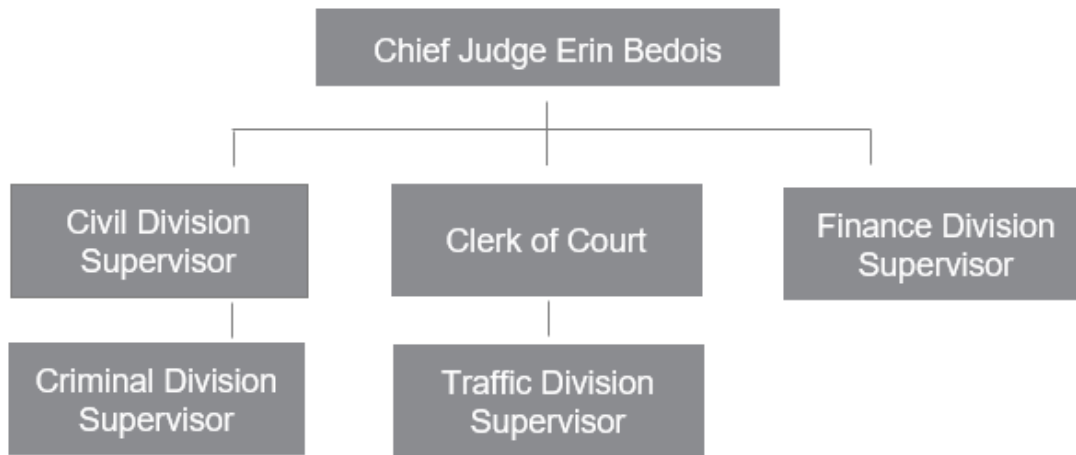 Chief Judge Erin Bedois
Civil Division
Supervisor
Clerk of Court
Finance Division
Supervisor
Criminal Division
Supervisor
Traffic Division
Supervisor